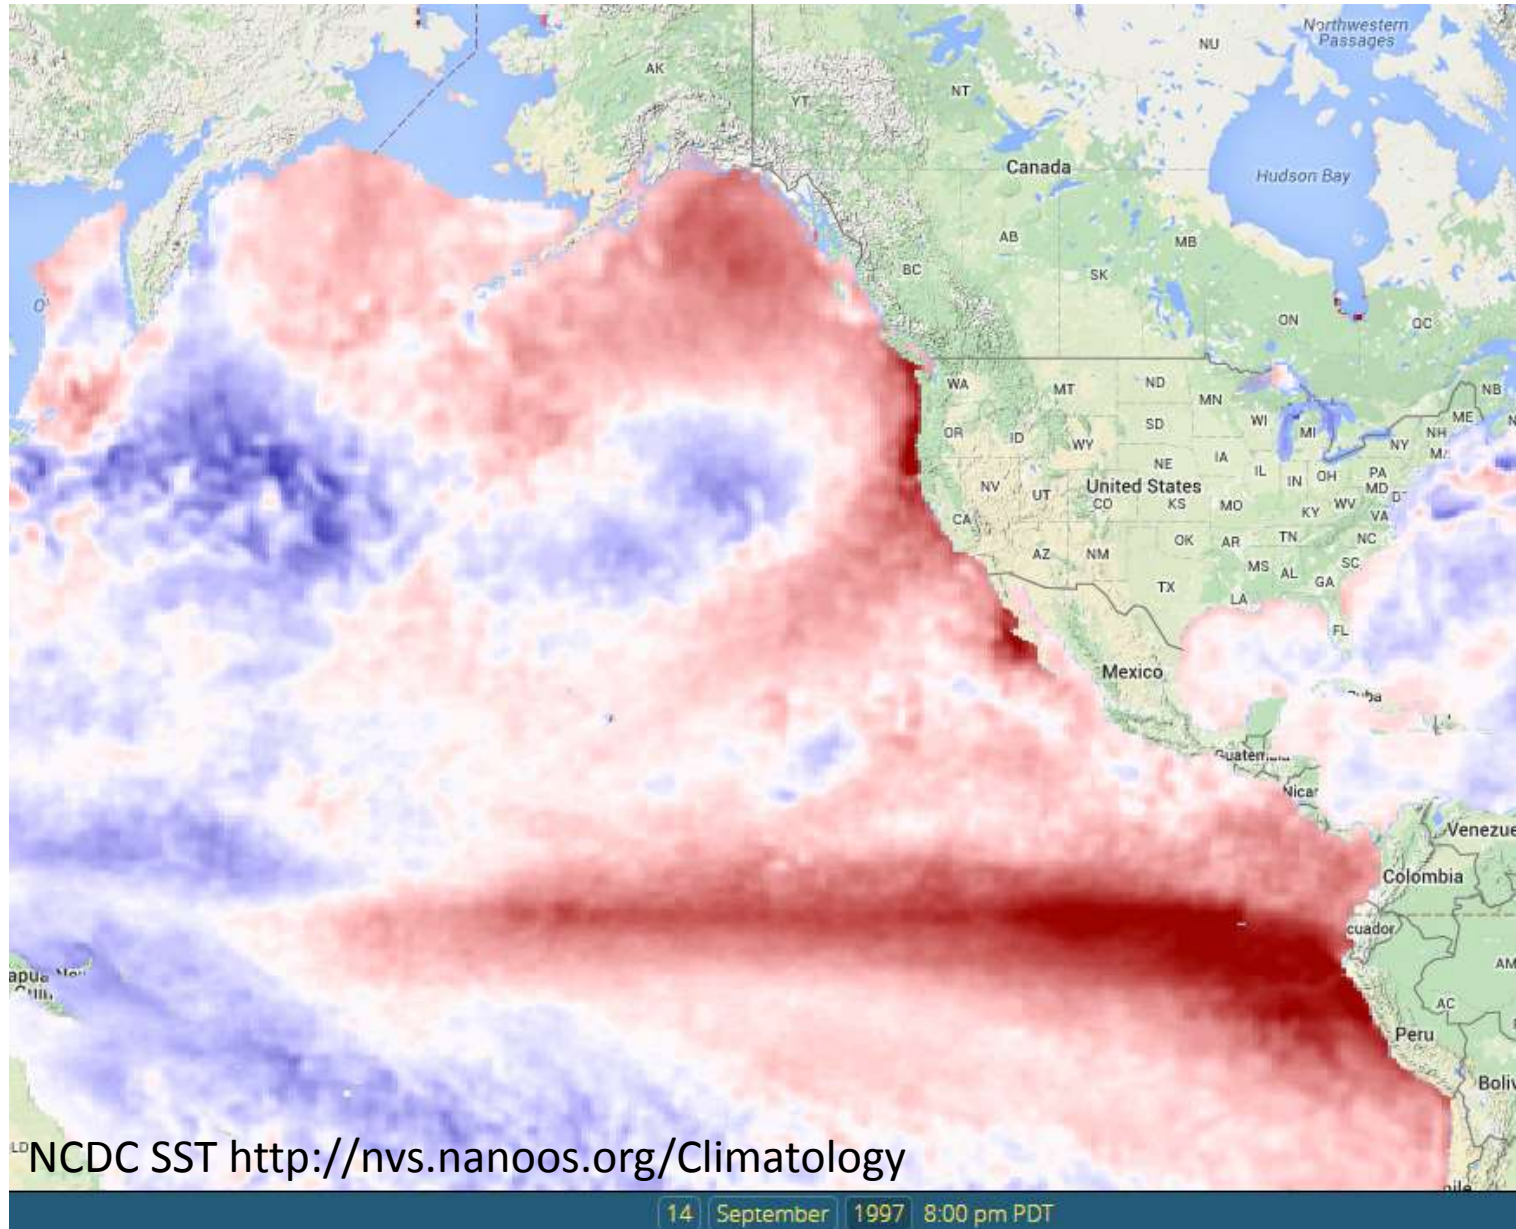 Northwestern
Passages
NU
AK
YT
NT
Canada
Hudson Bay
AB
MB
BC
SK
ON
QC
WA
MT
ND
MN
NB
ME
OR
ID
WY
SD
WI
MI
NY
NH
NE
IA
IL
IN
OH
PA
MD
NV
UT
United States
CO
KS
MO
KY
WV
VA
CA
AZ
NM
OK
AR
TN
NC
MS
AL
SC
GA
TX
LA
FL
Mexico
Venezue
Colombia
cuador
AM
AC
Peru
Boliv
NCDC SST http://nvs.nanoos.org/Climatology
14 September 1997 8:00 pm PDT